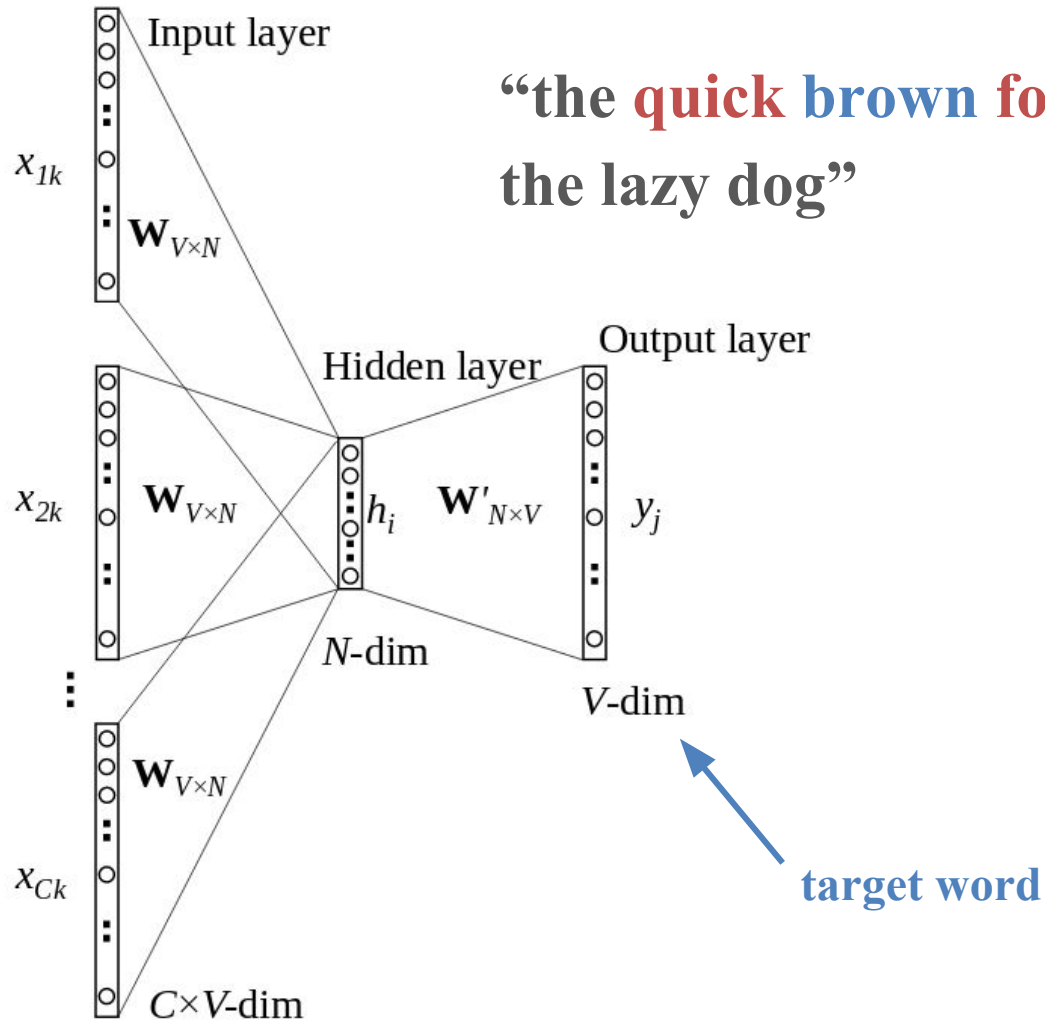 Input layer
“the quick brown fo
the lazy dog”
x1k
WV×N
Output layer
Hidden layer
x2k
WV×N
hi
W'N×V
yj
N-dim
V-dim
WV×N
xCk
target word
C×V-dim